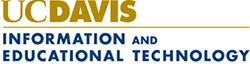 UCDAVIS
INFORMATION AND
EDUCATIONAL TECHNOLOGY